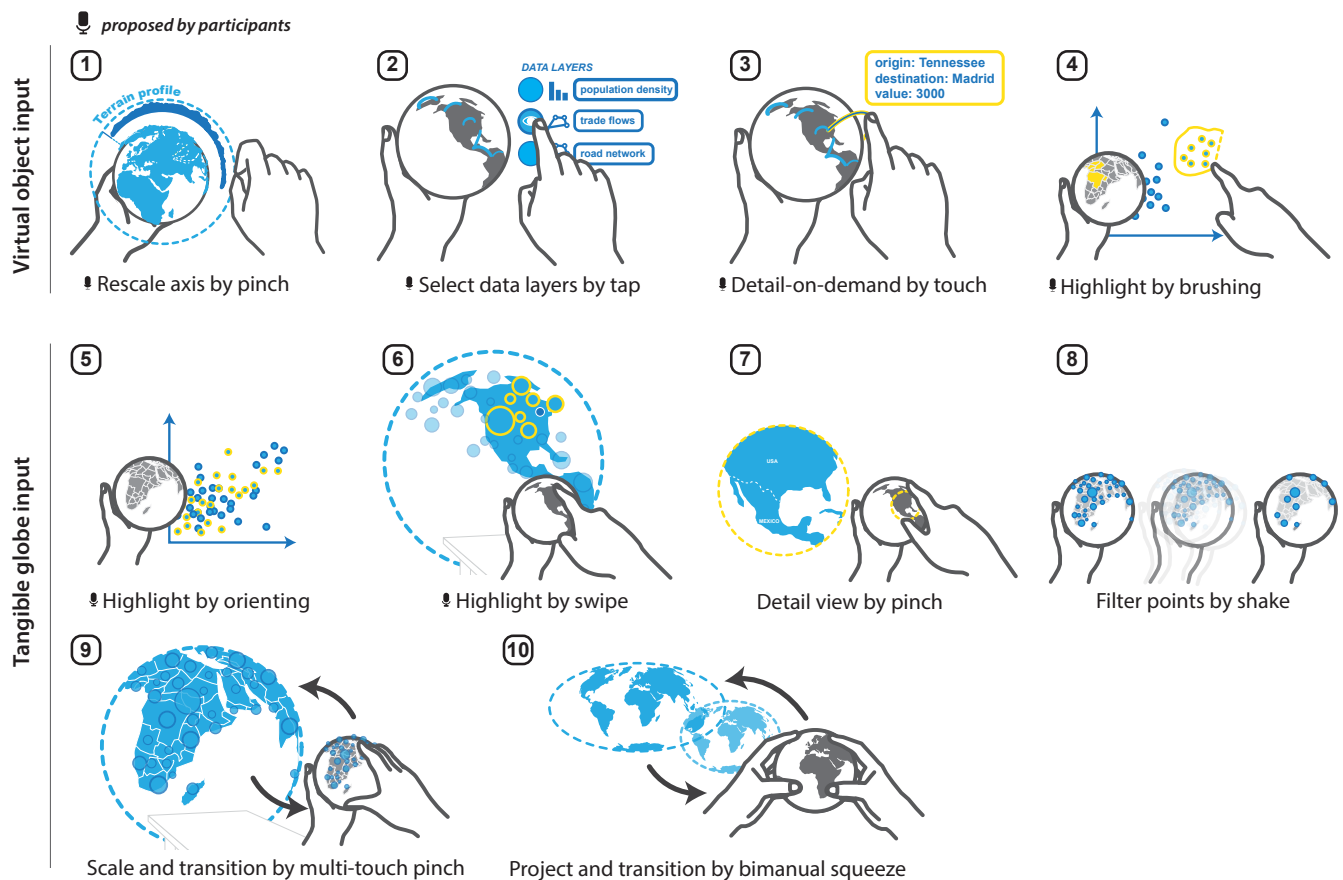 proposed by participants
Virtual object input
1
Terrain profile
Rescale axis by pinch
2
DATA LAYERS
population density
trade flows
road network
Select data layers by tap
3
origin: Tennessee
destination: Madrid
value: 3000
Detail-on-demand by touch
4
Highlight by brushing
Tangible globe input
5
Highlight by orienting
6
Highlight by swipe
7
USA
MEXICO
Detail view by pinch
8
Filter points by shake
9
Scale and transition by multi-touch pinch
10
Project and transition by bimanual squeeze